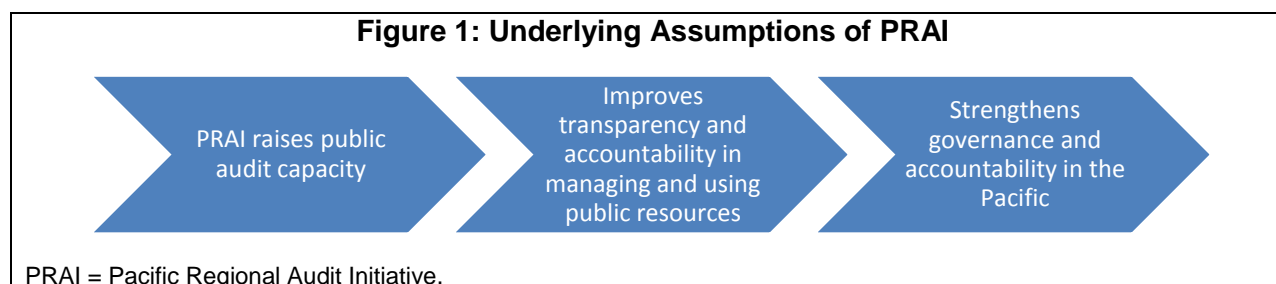 Figure 1: Underlying Assumptions of PRAI
PRAI raises public
audit capacity
Improves
transparency and
accountability in
managing and using
public resources
Strengthens
governance and
accountability in the
Pacific
PRAI = Pacific Regional Audit Initiative.